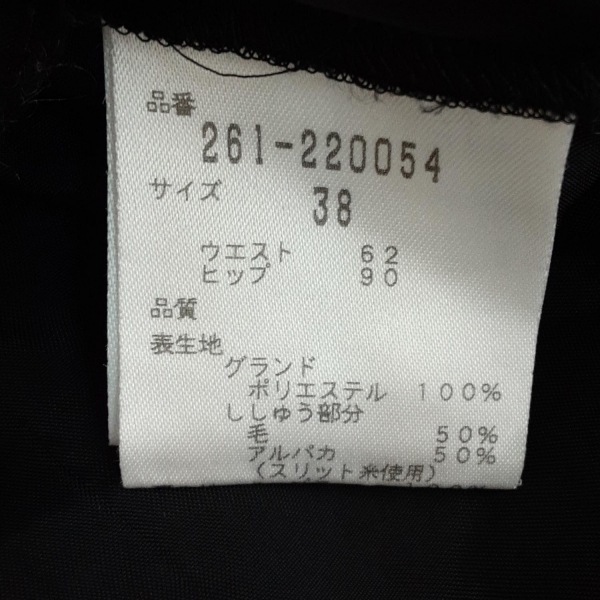 品番
261-220054
サイズ 38
ウエスト 62
ヒップ 90
品質
表生地
グランド
ポリエステル 100%
ししゅう部分
毛 50%
アルパカ 50%
(スリット米使用)